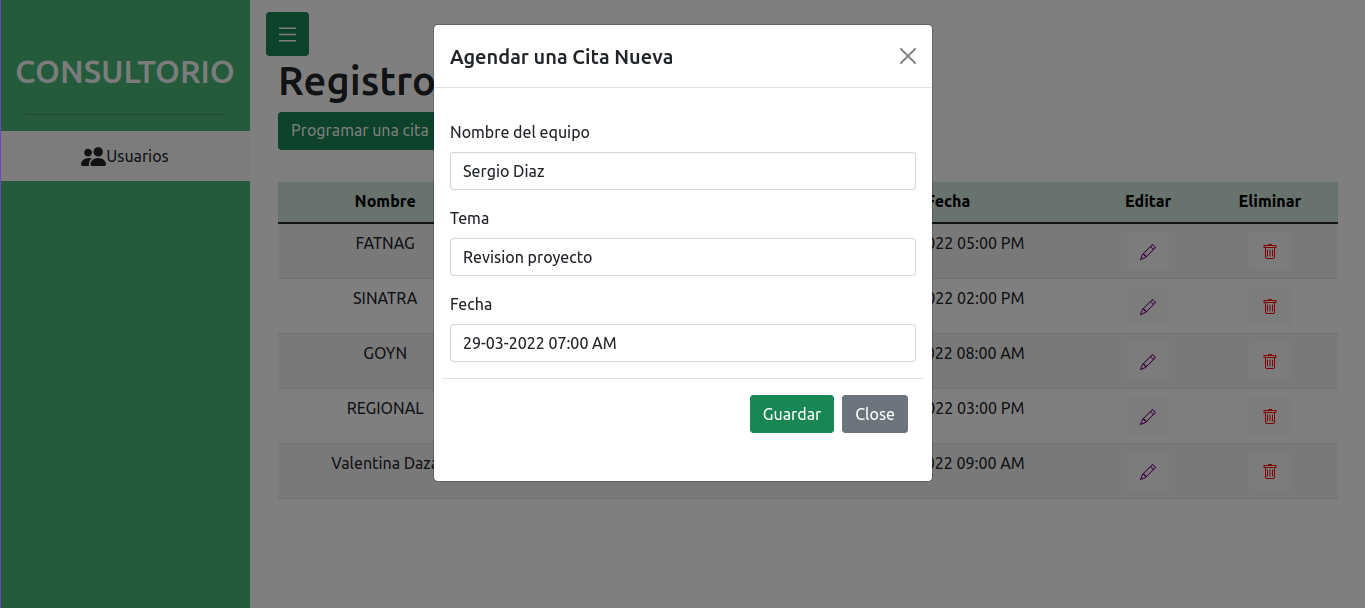 CONSULTORIO
Usuarios
Registro
Programar una cita
Agendar una Cita Nueva
Nombre del equipo
Sergio Diaz
Tema
Revision proyecto
Fecha
29-03-2022 07:00 AM
Guardar Close
Nombre Fecha Editar Eliminar
FATNAG 022 05:00 PM
SINATRA 022 02:00 PM
GOYN 022 08:00 AM
REGIONAL 022 03:00 PM
Valentina Daza 022 09:00 AM